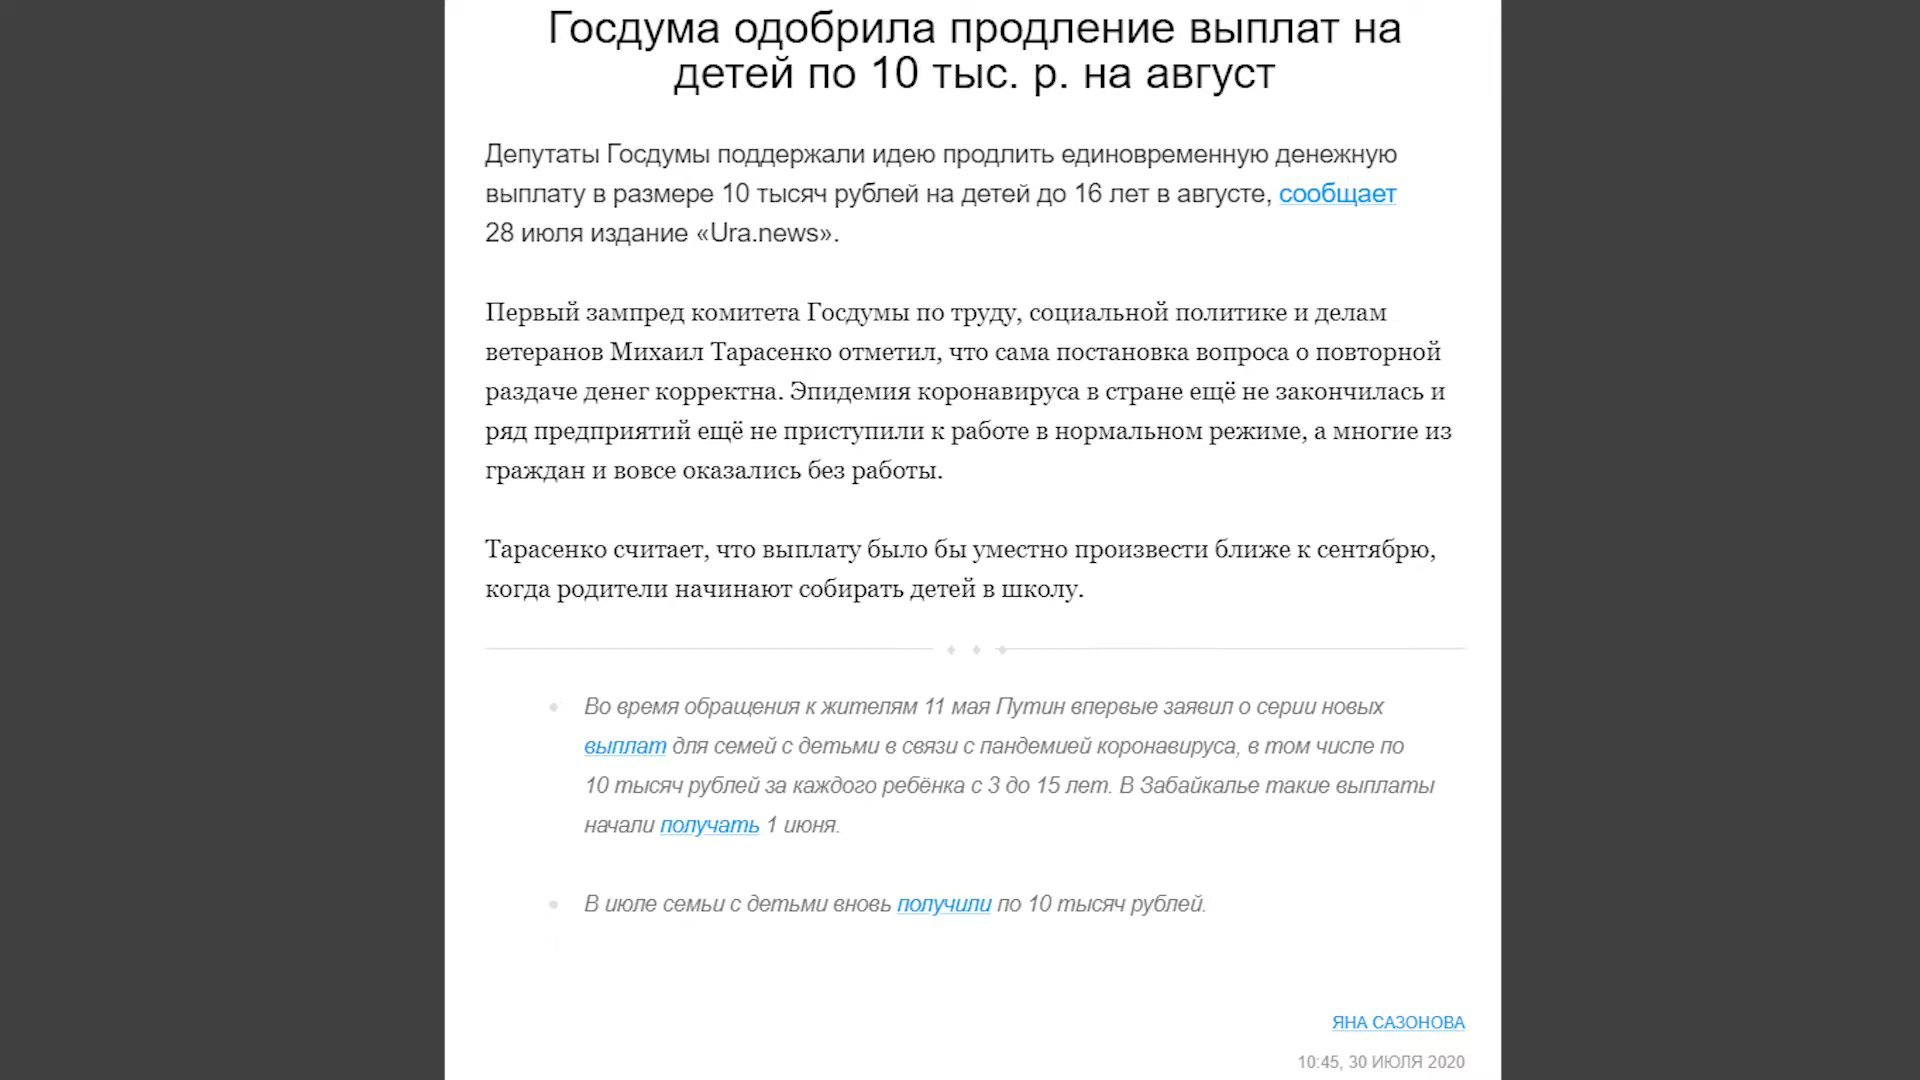 Госдума одобрила продление выплат на
детей по 10 тыс. р. на август
Депутаты Госдумы поддержали идею продлить единовременную денежную
выплату в размере 10 тысяч рублей на детей до 16 лет в августе, сообщает
28 июля издание «Ura.news».
Первый зампред комитета Госдумы по труду, социальной политике и делам
ветеранов Михаил Тарасенко отметил, что сама постановка вопроса о повторной
раздаче денег корректна. Эпидемия коронавируса в стране ещё не закончилась и
ряд предприятий ещё не приступили к работе в нормальном режиме, а многие из
граждан и вовсе оказались без работы.
Тарасенко считает, что выплату было бы уместно произвести ближе к сентябрю,
когда родители начинают собирать детей в школу.
Во время обращения к жителям 11 мая Путин впервые заявил о серии новых
выплат для семей с детьми в связи с пандемией коронавируса, в том числе по
10 тысяч рублей за каждого ребёнка с 3 до 15 лет. В Забайкалье такие выплаты
начали получать 1 июня.
В июле семьи с детьми вновь получили по 10 тысяч рублей.
ЯНА САЗОНОВА
10:45, 30 ИЮЛЯ 2020